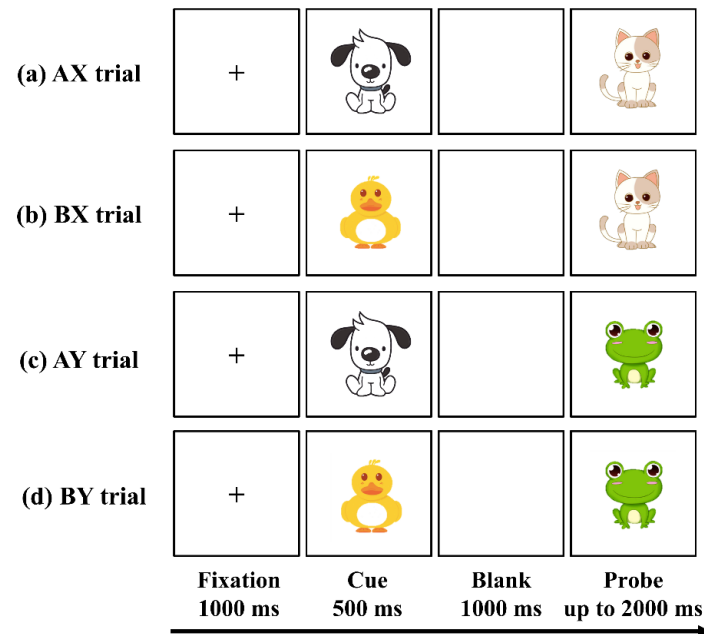 (a) AX trial
+
(b) BX trial
+
(c) AY trial
+
(d) BY trial
+
Fixation Cue Blank Probe
1000 ms 500 ms 1000 ms up to 2000 ms